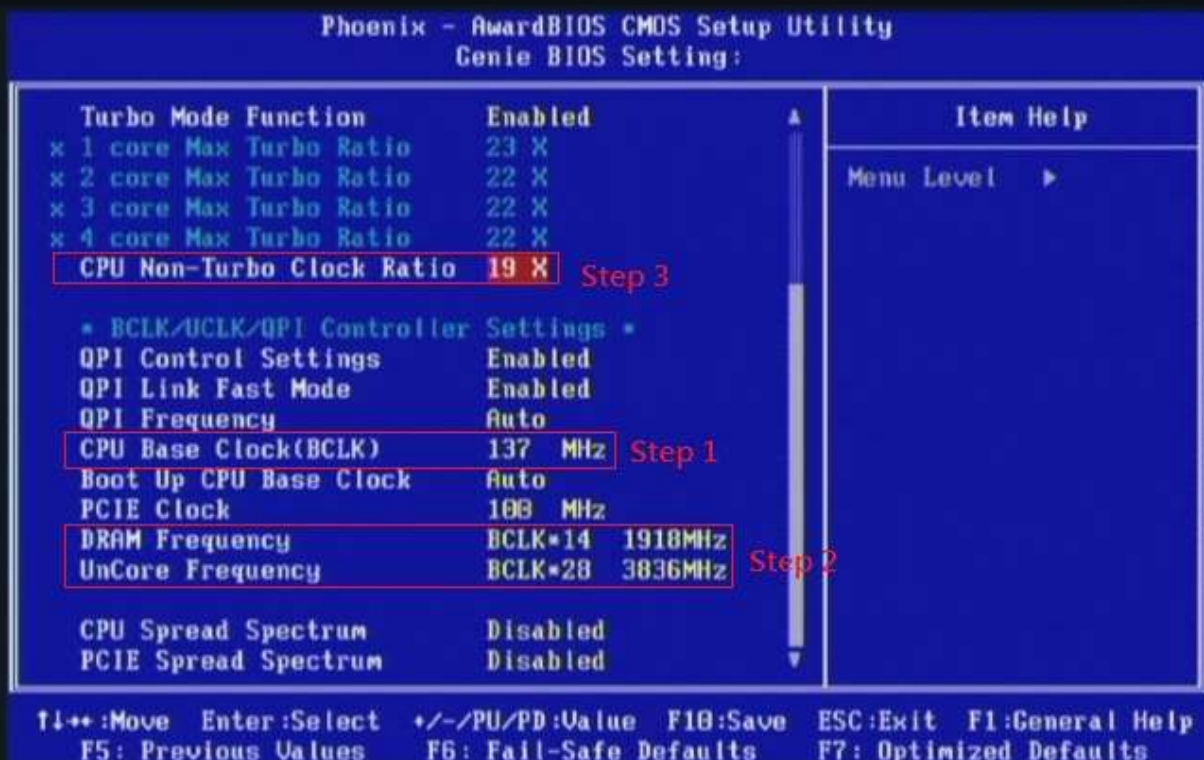 Phoenix - AwardBIOS CMOS Setup Utility
Genie BIOS Setting:
Turbo Mode Function Enabled
Item Help
x 1 core Max Turbo Ratio 23 X
x 2 core Max Turbo Ratio 22 X
Menu Level ▶
x 3 core Max Turbo Ratio 22 X
x 4 core Max Turbo Ratio 22 X
CPU Non-Turbo Clock Ratio 19 X Step 3
* BCLK/UCLK/QPI Controller Settings *
QPI Control Settings Enabled
QPI Link Fast Mode Enabled
QPI Frequency Auto
CPU Base Clock(BCLK) 137 MHz Step 1
Boot Up CPU Base Clock Auto
PCIE Clock 100 MHz
DRAM Frequency BCLK*14 1918MHz
Step 2
UnCore Frequency BCLK*28 3836MHz
CPU Spread Spectrum Disabled
PCIE Spread Spectrum Disabled
↑↓→←:Move Enter:Select +/-/PU/PD:Value F10:Save ESC:Exit F1:General Help
F5: Previous Values F6: Fail-Safe Defaults F7: Optimized Defaults